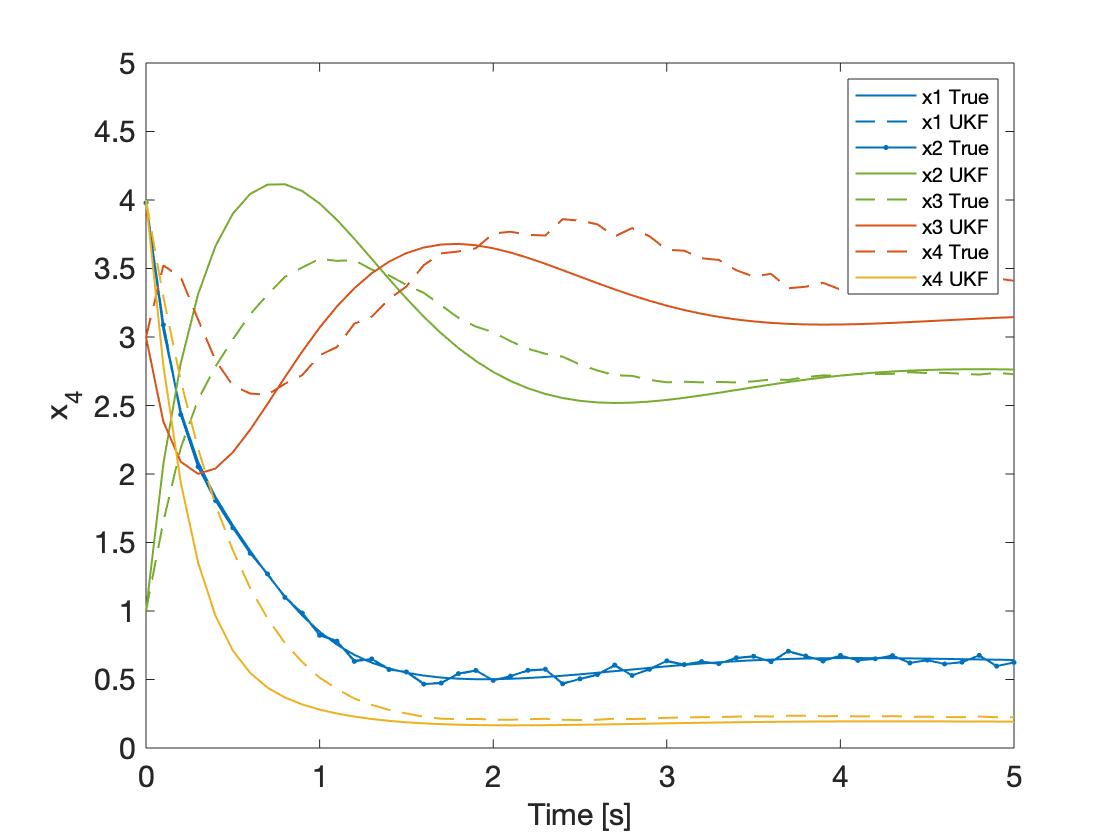 5
4.5
4
3.5
3
2.5
2
1.5
1
0.5
0
x4
x1 True
x1 UKF
x2 True
x2 UKF
x3 True
x3 UKF
x4 True
x4 UKF
0 1 2 3 4 5
Time [s]